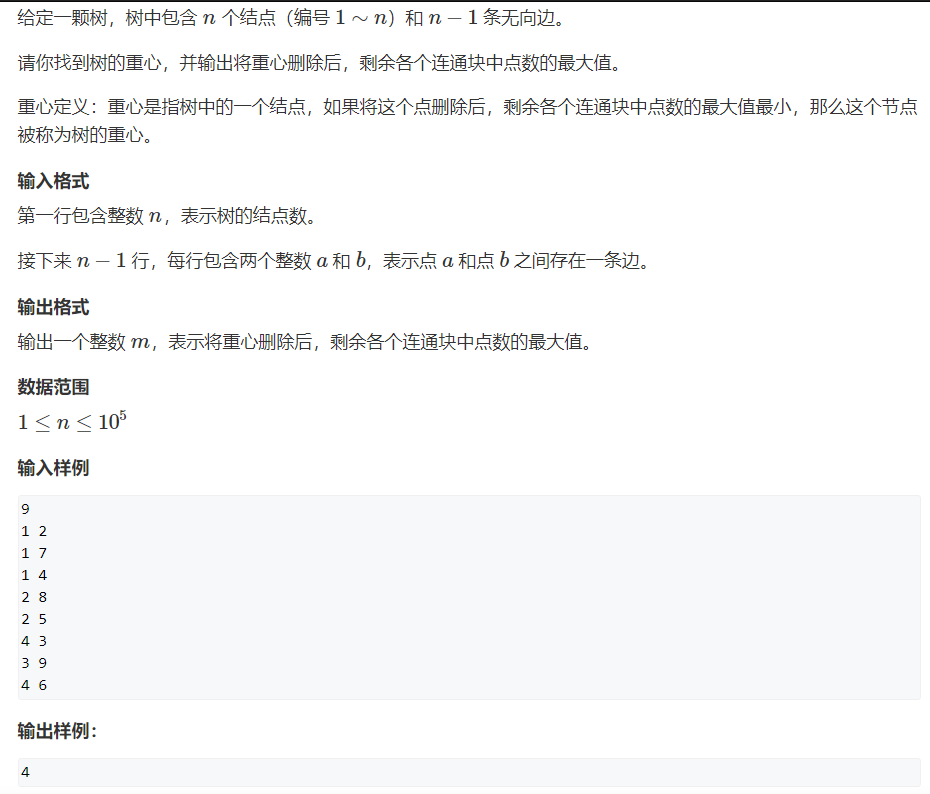 给定一颗树，树中包含 n 个结点（编号 1 ∼ n）和 n − 1 条无向边。
请你找到树的重心，并输出将重心删除后，剩余各个连通块中点数的最大值。
重心定义：重心是指树中的一个结点，如果将这个点删除后，剩余各个连通块中点数的最大值最小，那么这个节点
被称为树的重心。
输入格式
第一行包含整数 n，表示树的结点数。
接下来 n − 1 行，每行包含两个整数 a 和 b，表示点 a 和点 b 之间存在一条边。
输出格式
输出一个整数 m，表示将重心删除后，剩余各个连通块中点数的最大值。
数据范围
1 ≤ n ≤ 10⁵
输入样例
9
1 2
1 7
1 4
2 8
2 5
4 3
3 9
4 6
输出样例：
4